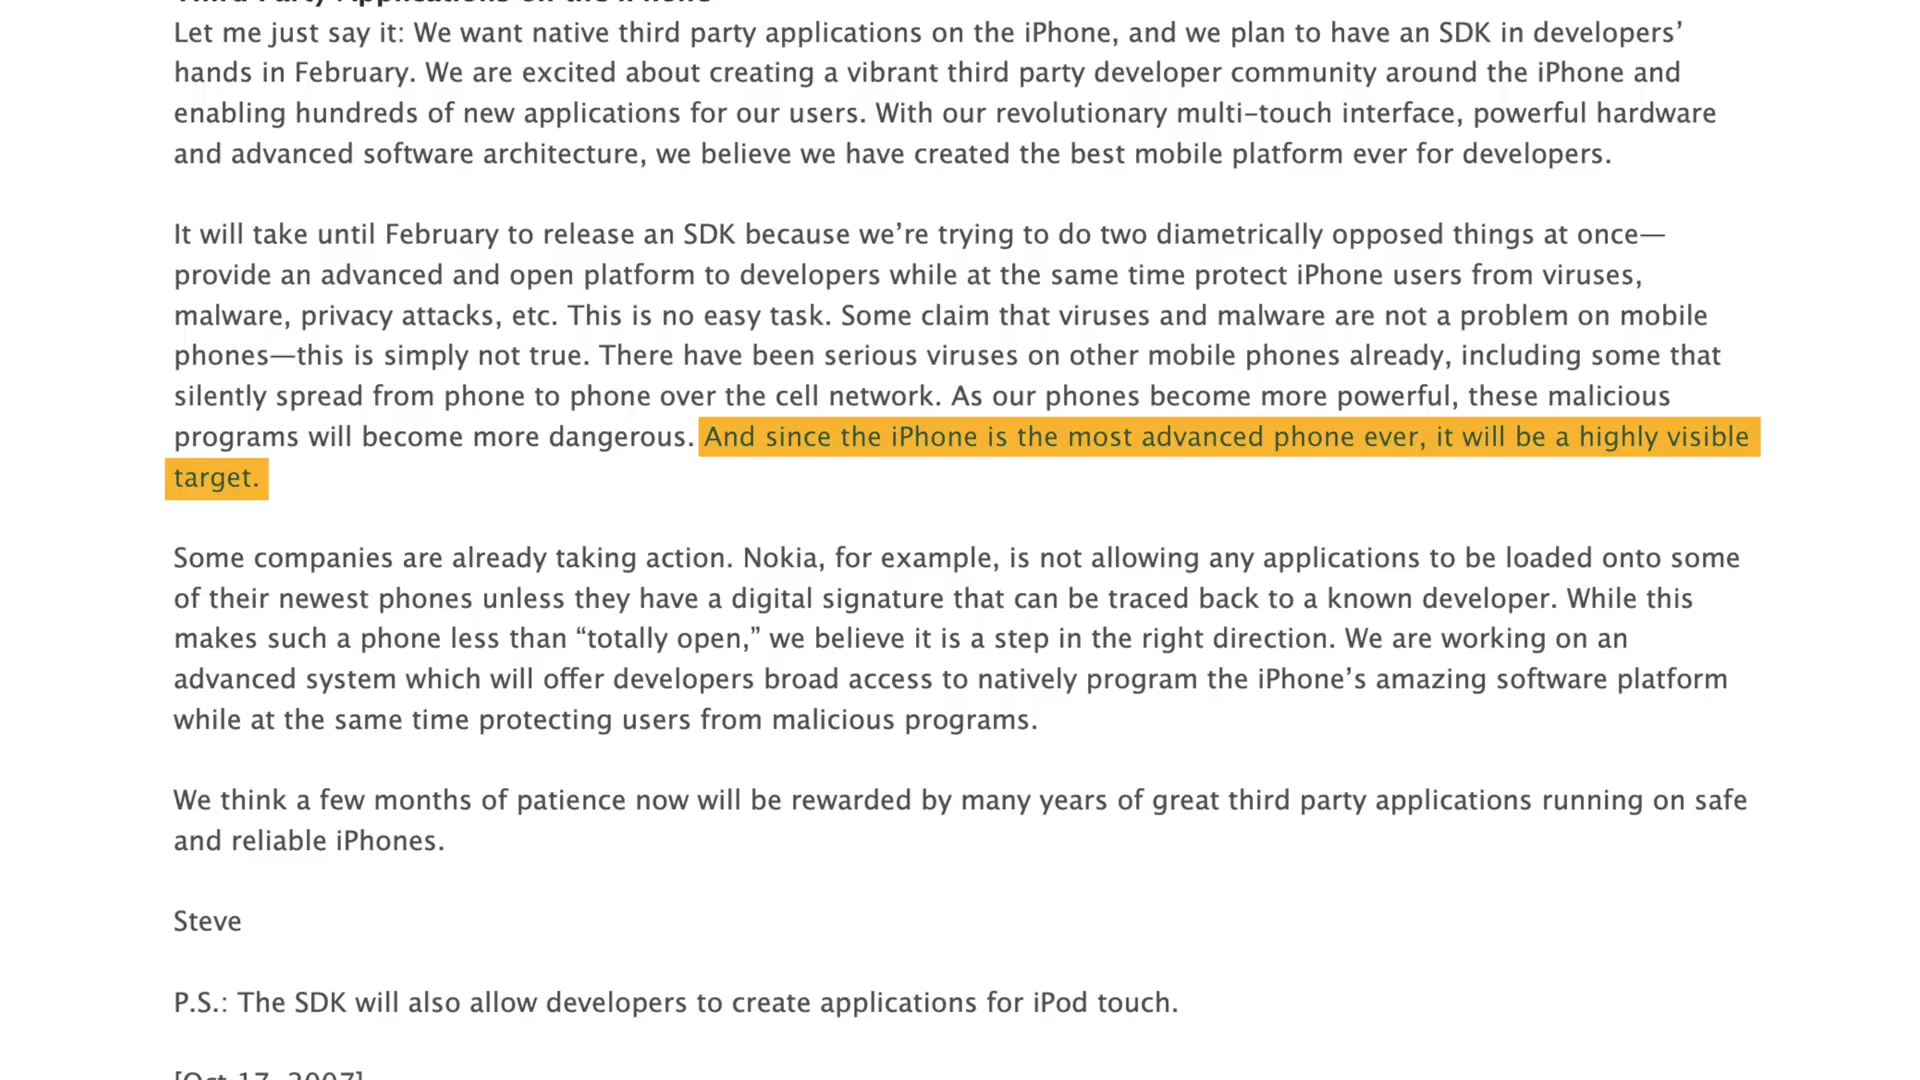 Third Party Applications on the iPhone
Let me just say it: We want native third party applications on the iPhone, and we plan to have an SDK in developers’
hands in February. We are excited about creating a vibrant third party developer community around the iPhone and
enabling hundreds of new applications for our users. With our revolutionary multi-touch interface, powerful hardware
and advanced software architecture, we believe we have created the best mobile platform ever for developers.
It will take until February to release an SDK because we’re trying to do two diametrically opposed things at once—
provide an advanced and open platform to developers while at the same time protect iPhone users from viruses,
malware, privacy attacks, etc. This is no easy task. Some claim that viruses and malware are not a problem on mobile
phones—this is simply not true. There have been serious viruses on other mobile phones already, including some that
silently spread from phone to phone over the cell network. As our phones become more powerful, these malicious
programs will become more dangerous. And since the iPhone is the most advanced phone ever, it will be a highly visible
target.
Some companies are already taking action. Nokia, for example, is not allowing any applications to be loaded onto some
of their newest phones unless they have a digital signature that can be traced back to a known developer. While this
makes such a phone less than “totally open,” we believe it is a step in the right direction. We are working on an
advanced system which will offer developers broad access to natively program the iPhone’s amazing software platform
while at the same time protecting users from malicious programs.
We think a few months of patience now will be rewarded by many years of great third party applications running on safe
and reliable iPhones.
Steve
P.S.: The SDK will also allow developers to create applications for iPod touch.
[Oct 17, 2007]